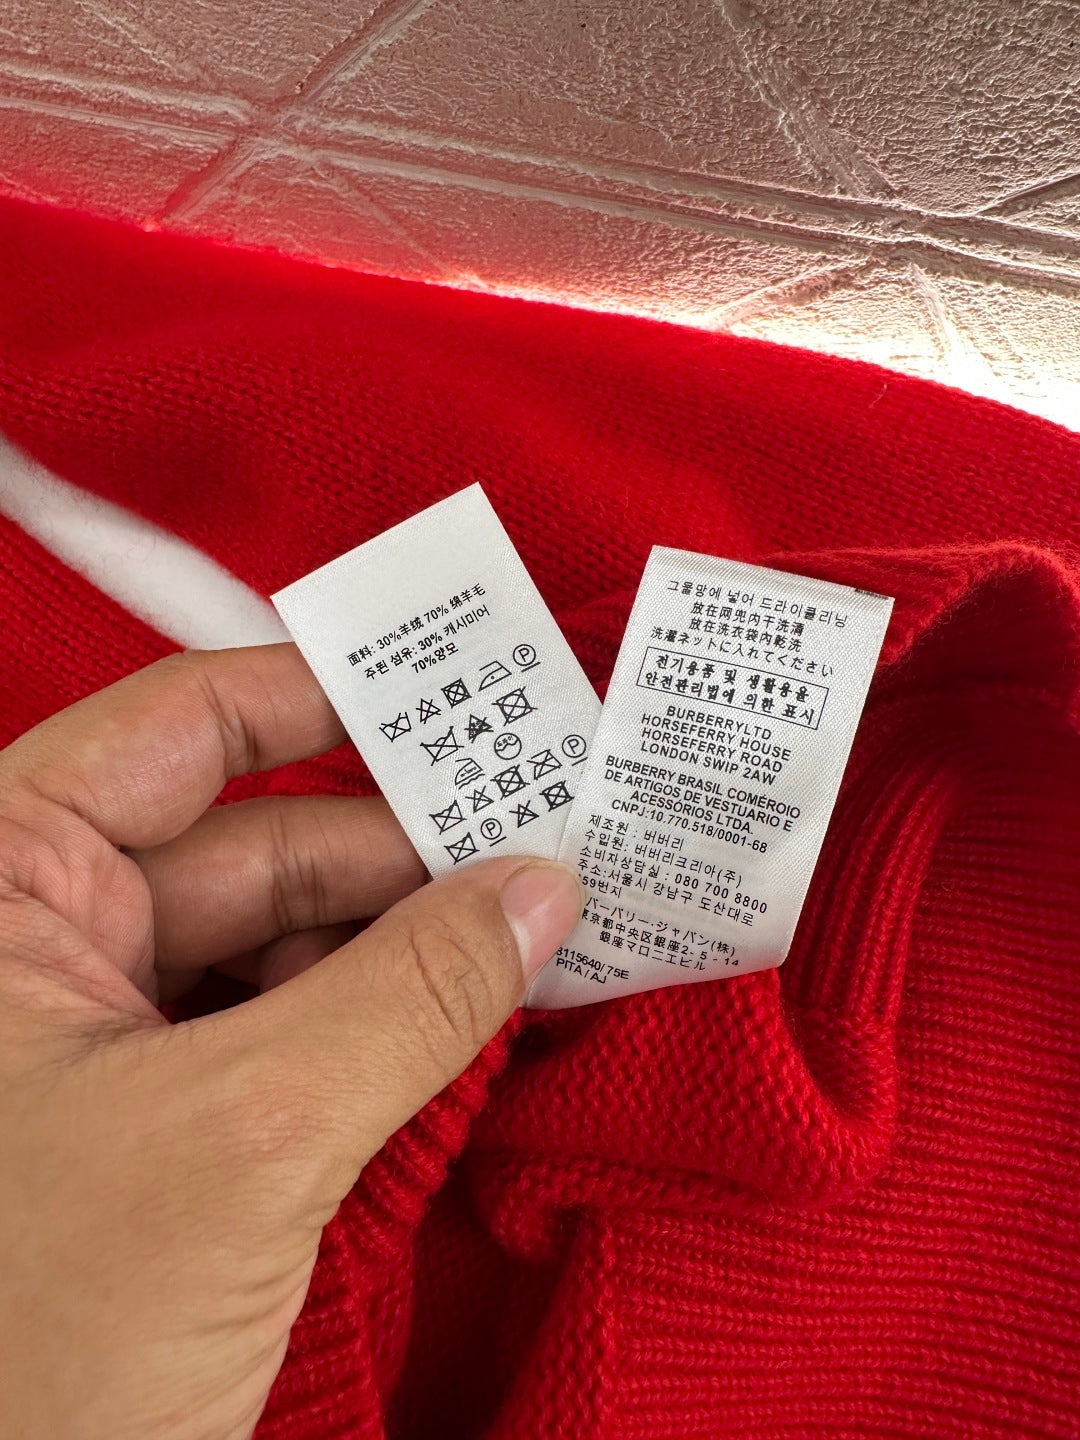 面料: 30%羊绒 70% 绵羊毛
주원 섬유: 30% 캐시미어
70%양모
P
P
P
그물망에 넣어 드라이클리닝
放在网兜内干洗清
放在洗衣袋內乾洗
洗濯ネットに入れてください
전기용품 및 생활용율
안전관리법에 의한 표시
BURBERRYLTD
HORSEFERRY HOUSE
HORSEFERRY ROAD
LONDON SWIP 2AW
BURBERRY BRASIL COMÉROIO
DE ARTIGOS DE VESTUARIO E
ACESSÓRIOS LTDA.
CNPJ:10.770.518/0001-68
제조원 : 버버리
수입원: 버버리크리아(주)
소비자상담실 : 080 700 8800
주소:서울시 강남구 도산대로
59번지
バーバリー・ジャパン(株)
東京都中央区銀座2-5-14
銀座マロニエビル
3115640/75E
PITA/AJ